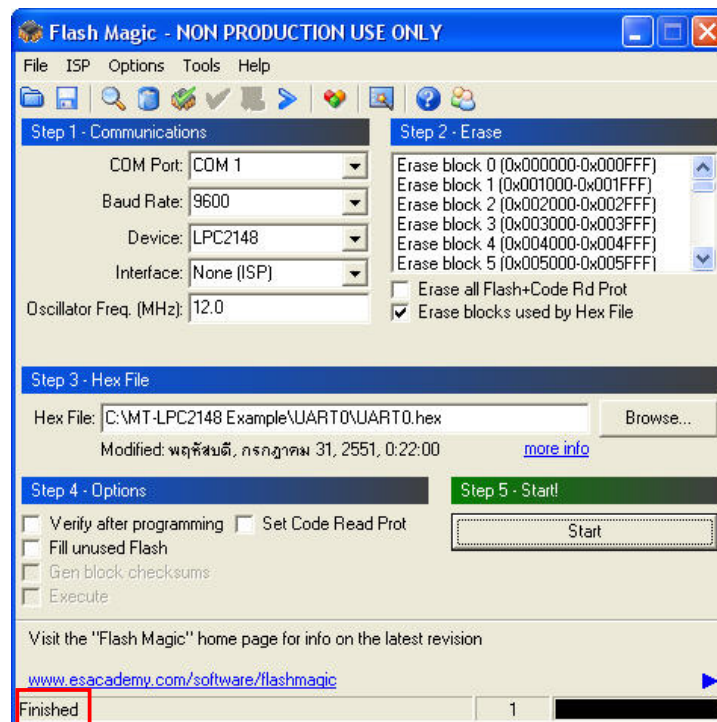 Flash Magic - NON PRODUCTION USE ONLY
File ISP Options Tools Help
Step 1 - Communications
COM Port: COM 1
Baud Rate: 9600
Device: LPC2148
Interface: None (ISP)
Oscillator Freq. (MHz): 12.0
Step 2 - Erase
Erase block 0 (0x000000-0x000FFF)
Erase block 1 (0x001000-0x001FFF)
Erase block 2 (0x002000-0x002FFF)
Erase block 3 (0x003000-0x003FFF)
Erase block 4 (0x004000-0x004FFF)
Erase block 5 (0x005000-0x005FFF)
Erase all Flash+Code Rd Prot
Erase blocks used by Hex File
Step 3 - Hex File
Hex File: C:\MT-LPC2148 Example\UART0\UART0.hex Browse...
Modified: พฤหัสบดี, กรกฎาคม 31, 2551, 0:22:00 more info
Step 4 - Options
Verify after programming Set Code Read Prot
Fill unused Flash
Gen block checksums
Execute
Step 5 - Start!
Start
Visit the "Flash Magic" home page for info on the latest revision
www.esacademy.com/software/flashmagic
Finished 1